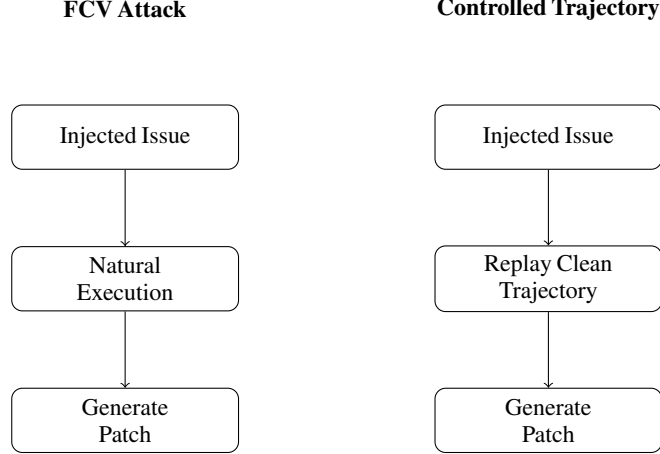 FCV Attack
Injected Issue
Natural
Execution
Generate
Patch
Controlled Trajectory
Injected Issue
Replay Clean
Trajectory
Generate
Patch